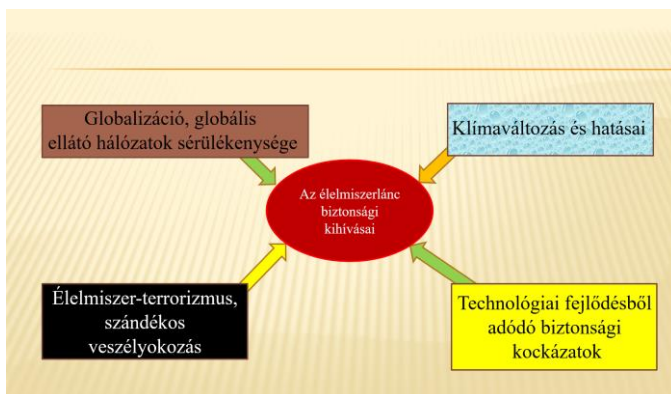 Globalizáció, globális
ellátó hálózatok sérülékenysége
Klímaváltozás és hatásai
Az élelmiszerlánc
biztonsági
kihívásai
Élelmiszer-terrorizmus,
szándékos
veszélyokozás
Technológiai fejlődésből
adódó biztonsági
kockázatok